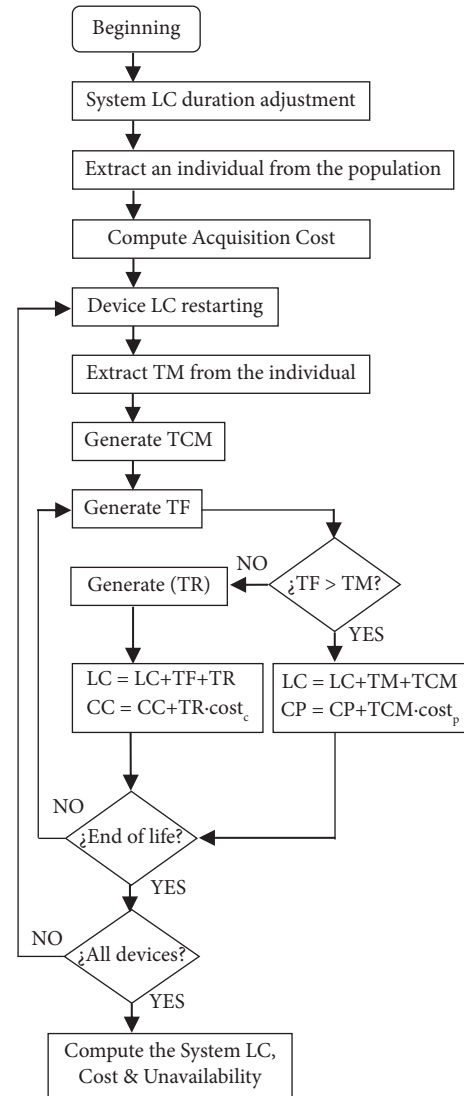 Beginning
System LC duration adjustment
Extract an individual from the population
Compute Acquisition Cost
Device LC restarting
Extract TM from the individual
Generate TCM
Generate TF
¿TF > TM?
NO
Generate (TR)
YES
LC = LC+TF+TR
CC = CC+TR·cost_c
LC = LC+TM+TCM
CP = CP+TCM·cost_p
NO
¿End of life?
YES
NO
¿All devices?
YES
Compute the System LC,
Cost & Unavailability